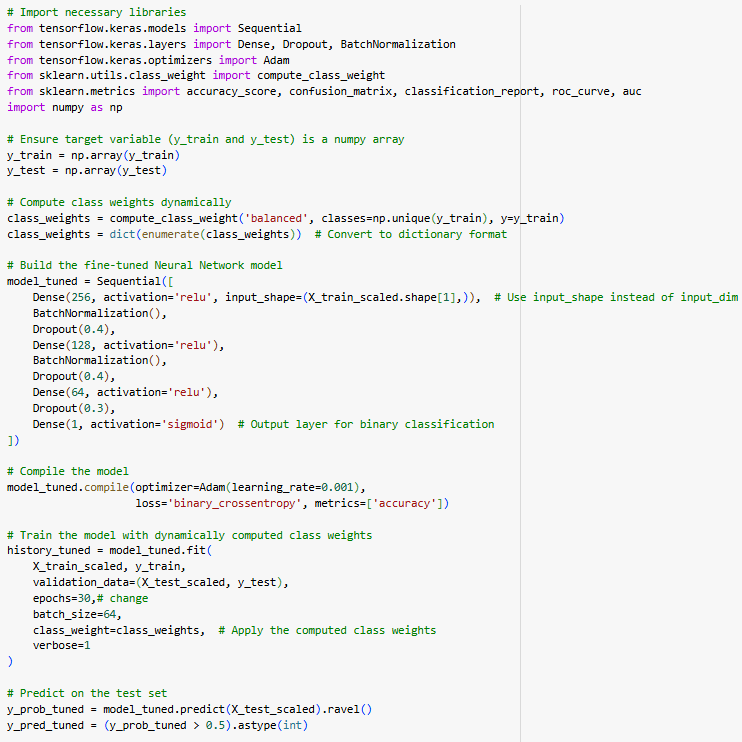 # Import necessary libraries
from tensorflow.keras.models import Sequential
from tensorflow.keras.layers import Dense, Dropout, BatchNormalization
from tensorflow.keras.optimizers import Adam
from sklearn.utils.class_weight import compute_class_weight
from sklearn.metrics import accuracy_score, confusion_matrix, classification_report, roc_curve, auc
import numpy as np

# Ensure target variable (y_train and y_test) is a numpy array
y_train = np.array(y_train)
y_test = np.array(y_test)

# Compute class weights dynamically
class_weights = compute_class_weight('balanced', classes=np.unique(y_train), y=y_train)
class_weights = dict(enumerate(class_weights))  # Convert to dictionary format

# Build the fine-tuned Neural Network model
model_tuned = Sequential([
    Dense(256, activation='relu', input_shape=(X_train_scaled.shape[1],)),  # Use input_shape instead of input_dim
    BatchNormalization(),
    Dropout(0.4),
    Dense(128, activation='relu'),
    BatchNormalization(),
    Dropout(0.4),
    Dense(64, activation='relu'),
    Dropout(0.3),
    Dense(1, activation='sigmoid')  # Output layer for binary classification
])

# Compile the model
model_tuned.compile(optimizer=Adam(learning_rate=0.001),
                    loss='binary_crossentropy', metrics=['accuracy'])

# Train the model with dynamically computed class weights
history_tuned = model_tuned.fit(
    X_train_scaled, y_train,
    validation_data=(X_test_scaled, y_test),
    epochs=30,# change
    batch_size=64,
    class_weight=class_weights,  # Apply the computed class weights
    verbose=1
)

# Predict on the test set
y_prob_tuned = model_tuned.predict(X_test_scaled).ravel()
y_pred_tuned = (y_prob_tuned > 0.5).astype(int)